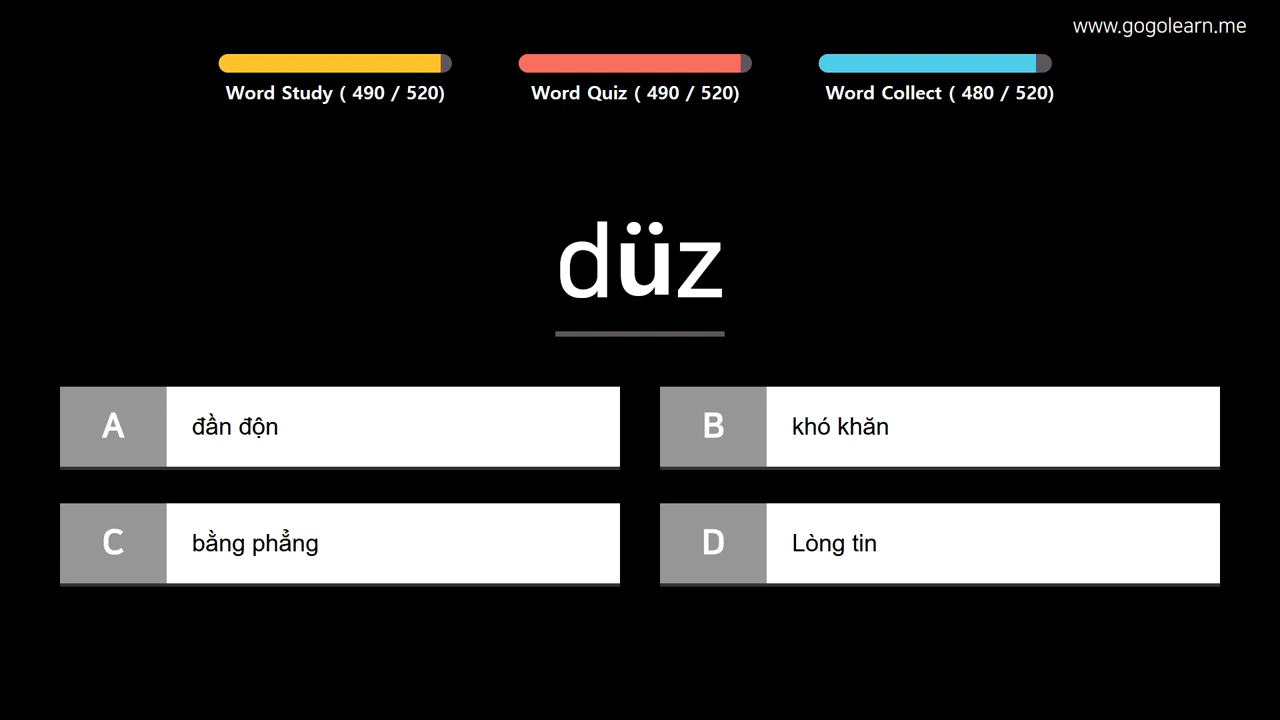 www.gogolearn.me
Word Study ( 490 / 520)
Word Quiz ( 490 / 520)
Word Collect ( 480 / 520)
düz
A đần độn
B khó khăn
C bằng phẳng
D Lòng tin